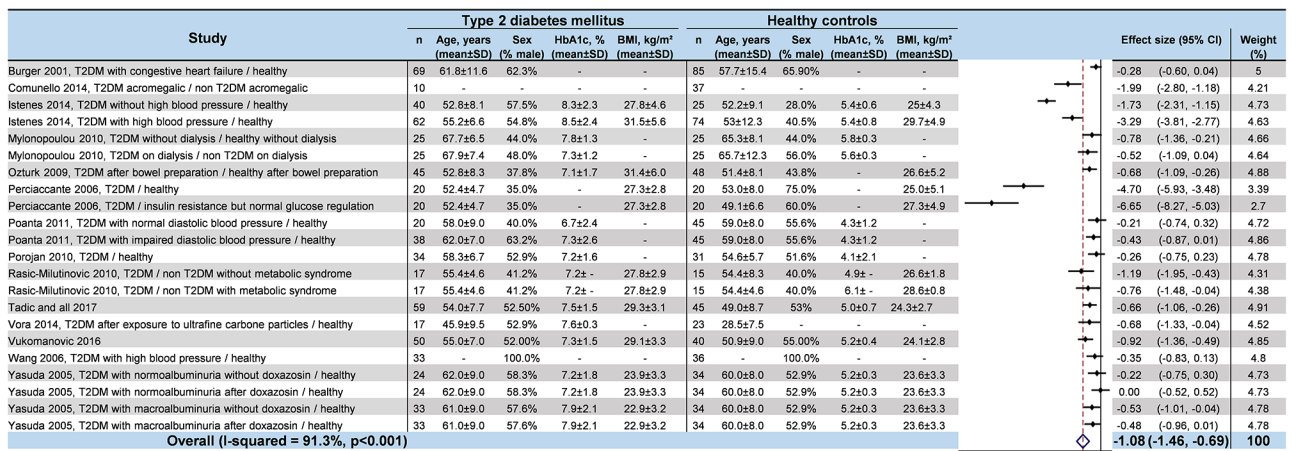 Type 2 diabetes mellitus Healthy controls
Study n Age, years (mean±SD) Sex (% male) HbA1c, % (mean±SD) BMI, kg/m² (mean±SD) n Age, years (mean±SD) Sex (% male) HbA1c, % (mean±SD) BMI, kg/m² (mean±SD) Effect size (95% CI) Weight (%)
Burger 2001, T2DM with congestive heart failure / healthy 69 61.8±11.6 62.3% - - 85 57.7±15.4 65.90% - - -0.28 (-0.60, 0.04) 5
Comunello 2014, T2DM acromegalic / non T2DM acromegalic 10 37 -1.99 (-2.80, -1.18) 4.21
Istenes 2014, T2DM without high blood pressure / healthy 40 52.8±8.1 57.5% 8.3±2.3 27.8±4.6 25 52.2±9.1 28.0% 5.4±0.6 25±4.3 -1.73 (-2.31, -1.15) 4.73
Istenes 2014, T2DM with high blood pressure / healthy 62 55.2±6.6 54.8% 8.5±2.4 31.5±5.6 74 53±12.3 40.5% 5.4±0.8 29.7±4.9 -3.29 (-3.81, -2.77) 4.63
Mylonopoulou 2010, T2DM without dialysis / healthy without dialysis 25 67.7±6.5 44.0% 7.8±1.3 - 25 65.3±8.1 44.0% 5.4±0.2 - -0.78 (-1.36, -0.21) 4.66
Mylonopoulou 2010, T2DM on dialysis / non T2DM on dialysis 25 67.9±7.4 48.0% 7.3±1.2 - 25 65.7±12.3 56.0% 5.6±0.3 - -0.52 (-1.09, 0.04) 4.64
Ozturk 2009, T2DM after bowel preparation / healthy after bowel preparation 45 52.8±8.3 37.8% 7.1±1.7 31.4±6.0 48 51.4±8.1 43.8% - 26.6±5.2 -0.68 (-1.09, -0.26) 4.88
Perciaccante 2006, T2DM / healthy 20 52.4±4.7 35.0% - 27.3±2.8 20 53.0±8.0 75.0% - 25.0±5.1 -4.70 (-5.93, -3.48) 3.39
Perciaccante 2006, T2DM / insulin resistance but normal glucose regulation 20 52.4±4.7 35.0% - 27.3±2.8 20 49.1±6.6 60.0% - 27.3±4.9 -6.65 (-8.27, -5.03) 2.7
Poanta 2011, T2DM with normal diastolic blood pressure / healthy 20 58.0±9.0 40.0% 6.7±2.4 - 45 59.0±8.0 55.6% 4.3±1.2 - -0.21 (-0.74, 0.32) 4.72
Poanta 2011, T2DM with impaired diastolic blood pressure / healthy 38 62.0±7.0 63.2% 7.3±2.6 - 45 59.0±8.0 55.6% 4.3±1.2 - -0.43 (-0.87, 0.01) 4.86
Porojan 2010, T2DM / healthy 34 58.3±6.7 52.9% 7.2±1.6 - 31 54.6±5.7 51.6% 4.1±2.1 - -0.26 (-0.75, 0.23) 4.78
Rasic-Milutinovic 2010, T2DM / non T2DM without metabolic syndrome 17 55.4±4.6 41.2% 7.2± - 27.8±2.9 15 54.4±8.3 40.0% 4.9± - 26.6±1.8 -1.19 (-1.95, -0.43) 4.31
Rasic-Milutinovic 2010, T2DM / non T2DM with metabolic syndrome 17 55.4±4.6 41.2% 7.2± - 27.8±2.9 15 54.4±4.6 40.0% 6.1± - 28.6±0.8 -0.76 (-1.48, -0.04) 4.38
Tadic and all 2017 59 54.0±7.7 52.50% 7.5±1.5 29.3±3.1 45 49.0±8.7 53% 5.0±0.7 24.3±2.7 -0.66 (-1.06, -0.26) 4.91
Vora 2014, T2DM after exposure to ultrafine carbone particles / healthy 17 45.9±9.5 52.9% 7.6±0.3 - 23 28.5±7.5 - - -0.68 (-1.33, -0.04) 4.52
Vukomanovic 2016 50 55.0±7.0 52.00% 7.3±1.5 29.1±3.3 40 50.9±9.0 55.00% 5.2±0.4 24.1±2.8 -0.92 (-1.36, -0.49) 4.85
Wang 2006, T2DM with high blood pressure / healthy 33 - 100.0% - - 36 - 100.0% - - -0.35 (-0.83, 0.13) 4.8
Yasuda 2005, T2DM with normoalbuminuria without doxazosin / healthy 24 62.0±9.0 58.3% 7.2±1.8 23.9±3.3 34 60.0±8.0 52.9% 5.2±0.3 23.6±3.3 -0.22 (-0.75, 0.30) 4.73
Yasuda 2005, T2DM with normoalbuminuria after doxazosin / healthy 24 62.0±9.0 58.3% 7.2±1.8 23.9±3.3 34 60.0±8.0 52.9% 5.2±0.3 23.6±3.3 0.00 (-0.52, 0.52) 4.73
Yasuda 2005, T2DM with macroalbuminuria without doxazosin / healthy 33 61.0±9.0 57.6% 7.9±2.1 22.9±3.2 34 60.0±8.0 52.9% 5.2±0.3 23.6±3.3 -0.53 (-1.01, -0.04) 4.78
Yasuda 2005, T2DM with macroalbuminuria after doxazosin / healthy 33 61.0±9.0 57.6% 7.9±2.1 22.9±3.2 34 60.0±8.0 52.9% 5.2±0.3 23.6±3.3 -0.48 (-0.96, 0.01) 4.78
Overall (I-squared = 91.3%, p<0.001) -1.08 (-1.46, -0.69) 100